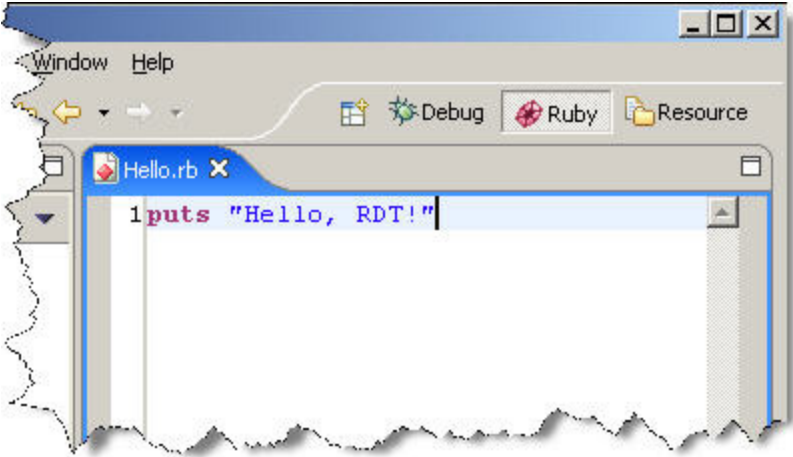 Window Help
Debug Ruby Resource
Hello.rb
1 puts "Hello, RDT!"